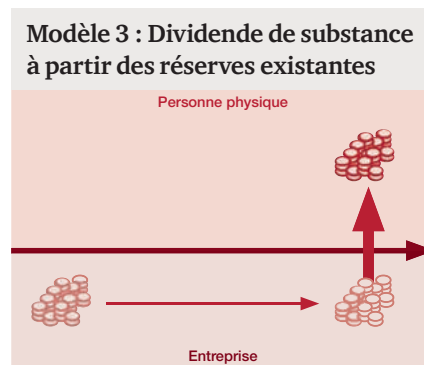 Modèle 3 : Dividende de substance
à partir des réserves existantes
Personne physique
Entreprise